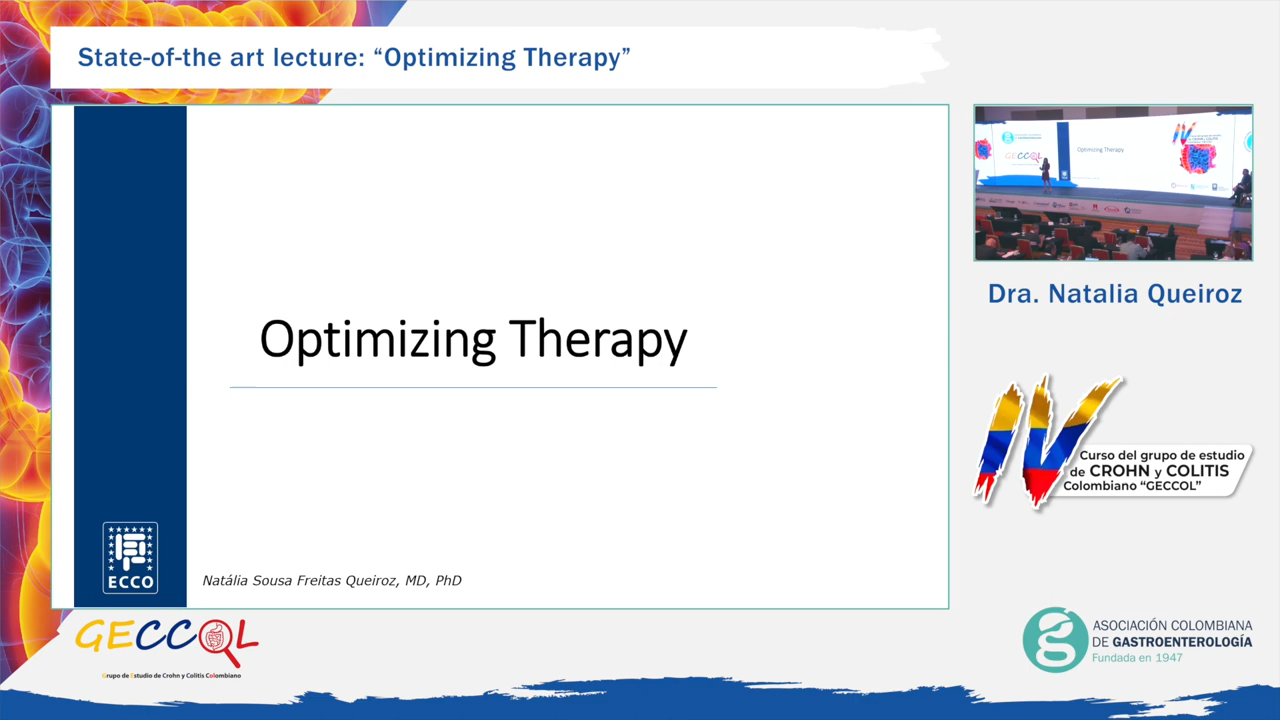 State-of-the art lecture: “Optimizing Therapy”
Optimizing Therapy
ECCO
Natália Sousa Freitas Queiroz, MD, PhD
Optimizing Therapy
GECCOL
Dra. Natalia Queiroz
IV
Curso del grupo de estudio
de CROHN y COLITIS
Colombiano “GECCOL”
GECCOL
Grupo de Estudio de Crohn y Colitis Colombiano
ASOCIACIÓN COLOMBIANA
DE GASTROENTEROLOGÍA
Fundada en 1947